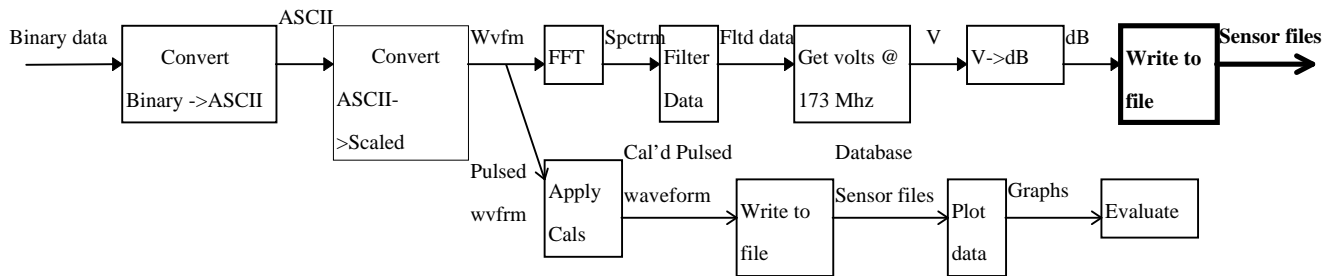 Binary data
Convert
Binary ->ASCII
ASCII
Convert
ASCII-
>Scaled
Wvfm
FFT
Spctrm
Filter
Data
Fltd data
Get volts @
173 Mhz
V
V->dB
dB
Write to
file
Sensor files
Pulsed
wvfrm
Apply
Cals
Cal'd Pulsed
waveform
Write to
file
Database
Sensor files
Plot
data
Graphs
Evaluate